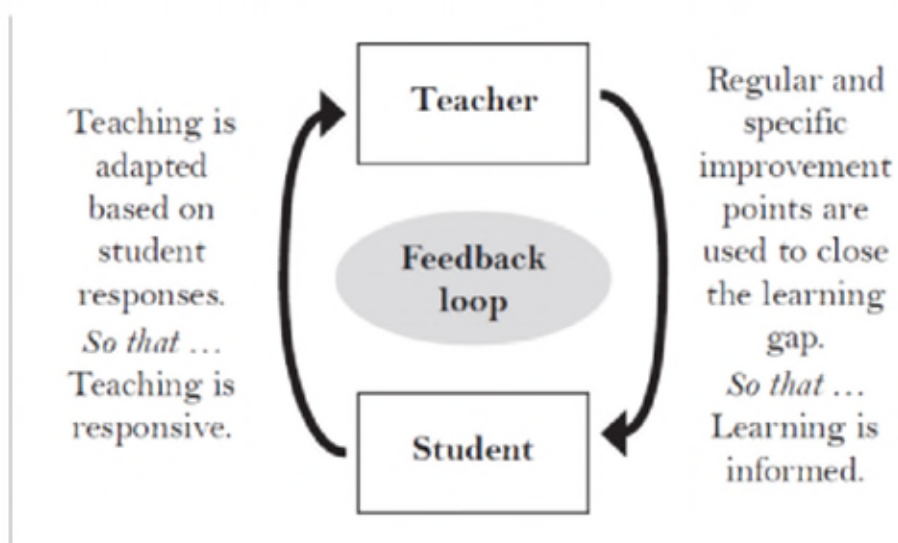 Teacher
Teaching is
adapted
based on
student
responses.
So that ...
Teaching is
responsive.
Feedback
loop
Regular and
specific
improvement
points are
used to close
the learning
gap.
So that ...
Learning is
informed.
Student